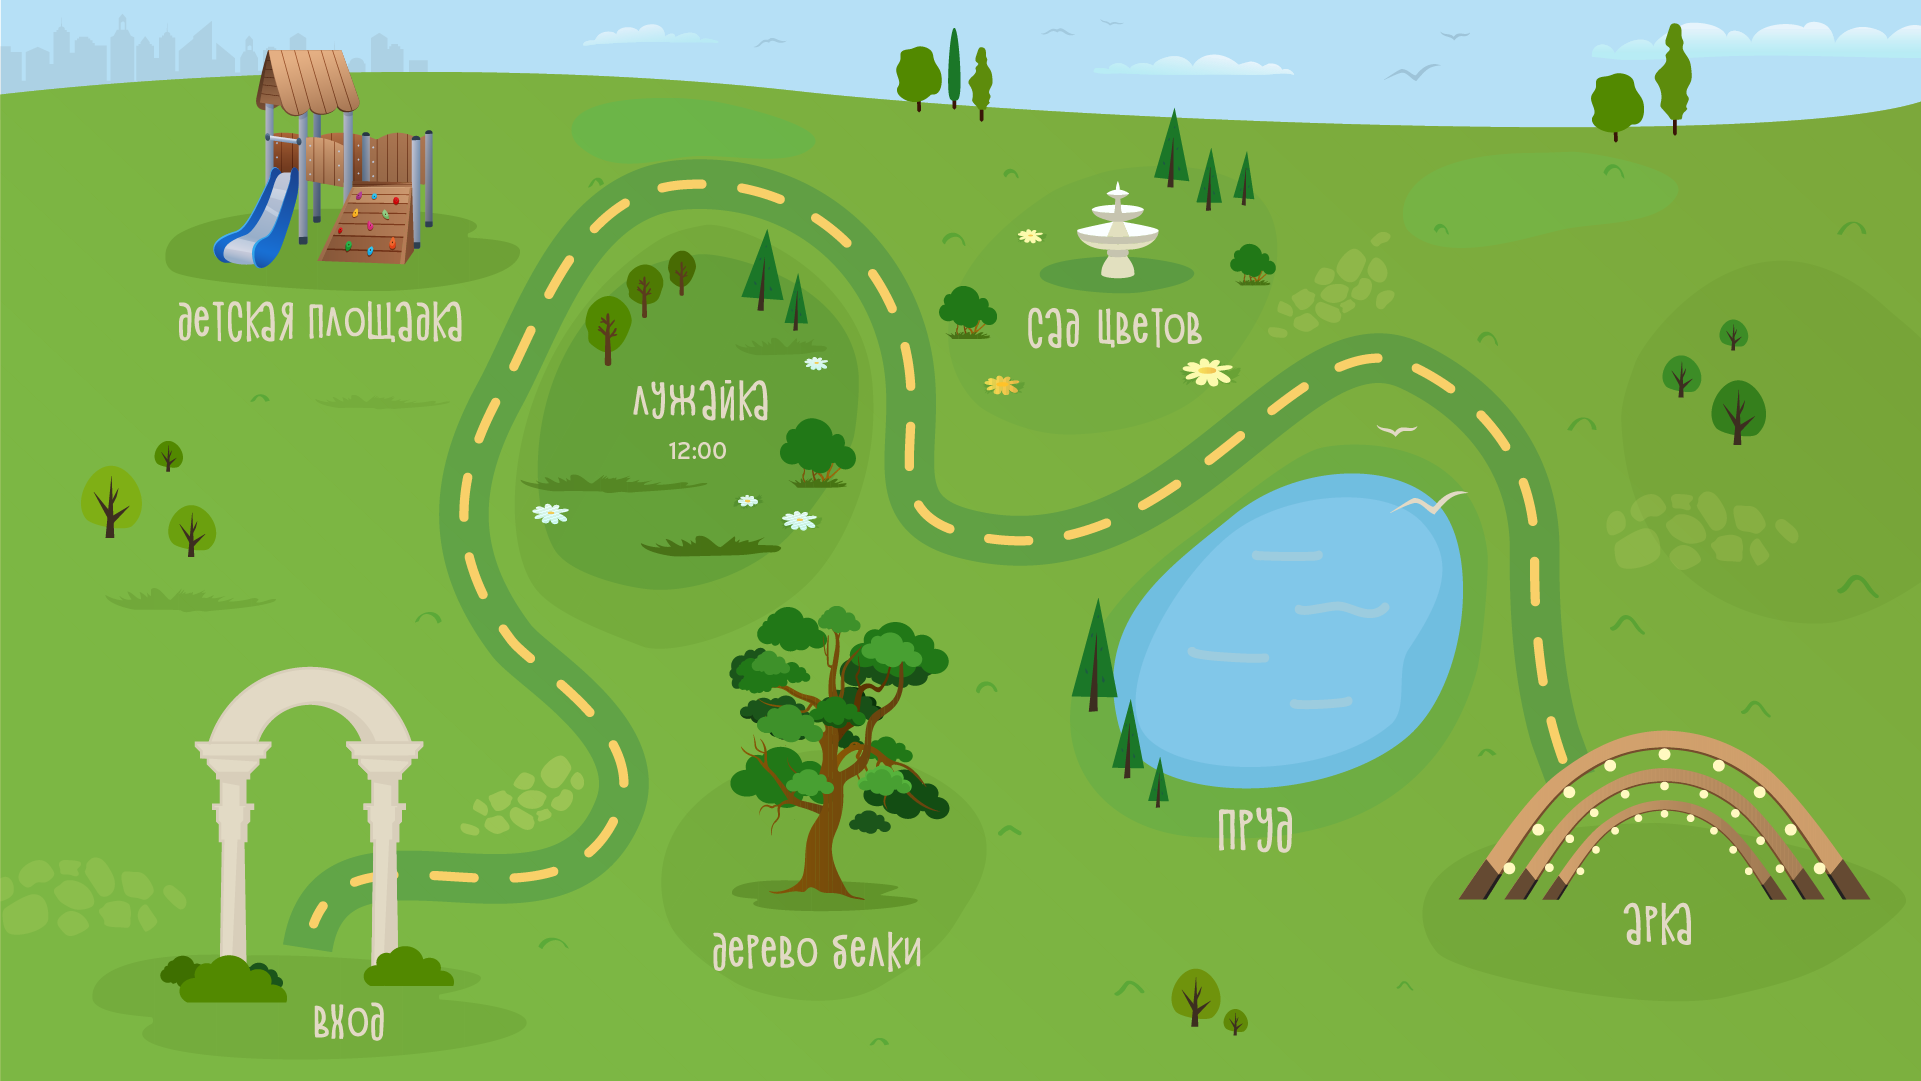 детская площадка
сад цветов
лужайка
12:00
пруд
арка
дерево белки
вход